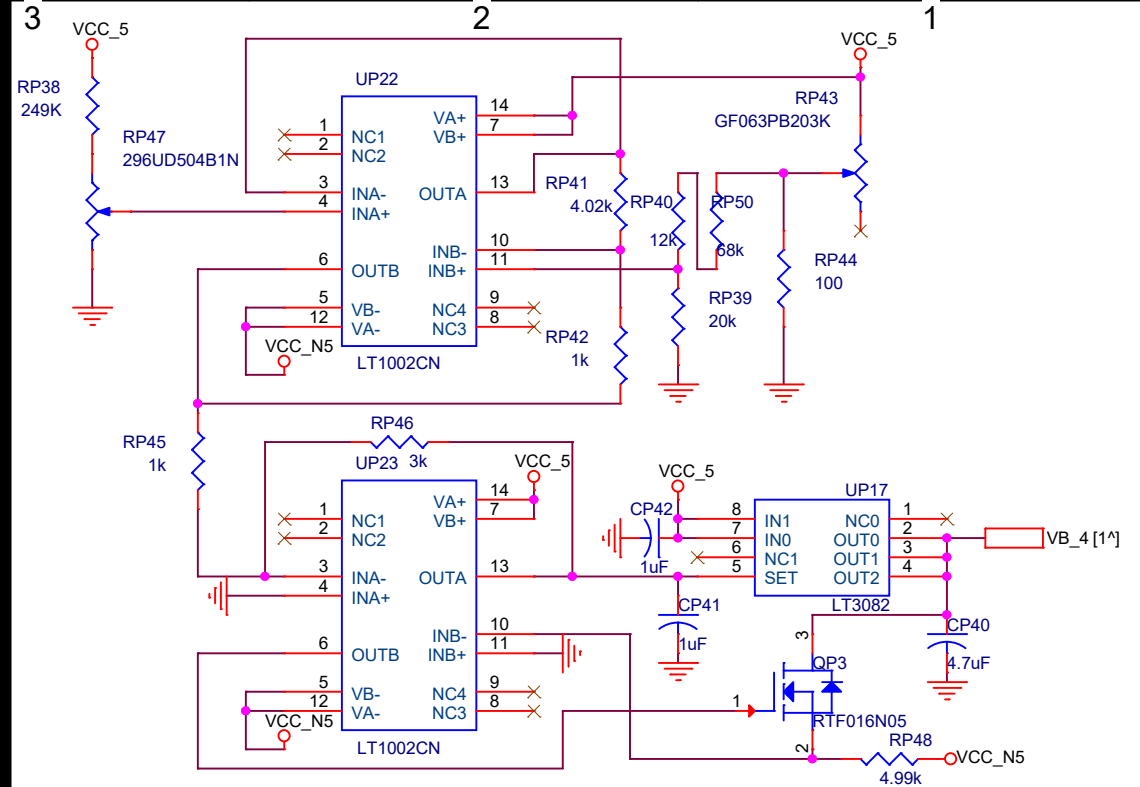 3
2
1
VCC_5
VCC_5
RP38
249K
UP22
RP43
GF063PB203K
RP47
296UD504B1N
1
NC1
2
NC2
3
INA-
4
INA+
6
OUTB
5
VB-
12
VA-
VA+
14
VB+
7
OUTA
13
INB-
10
INB+
11
NC4
9
NC3
8
LT1002CN
VCC_N5
RP41
4.02k
RP40
12k
RP50
68k
RP44
100
RP39
20k
RP42
1k
RP45
1k
RP46
3k
UP23
VCC_5
1
NC1
2
NC2
3
INA-
4
INA+
6
OUTB
5
VB-
12
VA-
VA+
14
VB+
7
OUTA
13
INB-
10
INB+
11
NC4
9
NC3
8
LT1002CN
VCC_N5
VCC_5
CP42
1uF
UP17
8
IN1
7
IN0
6
NC1
5
SET
NC0
1
OUT0
2
OUT1
3
OUT2
4
LT3082
VB_4 [1^]
CP41
1uF
CP40
4.7uF
3
QP3
1
RTF016N05
2
RP48
4.99k
VCC_N5